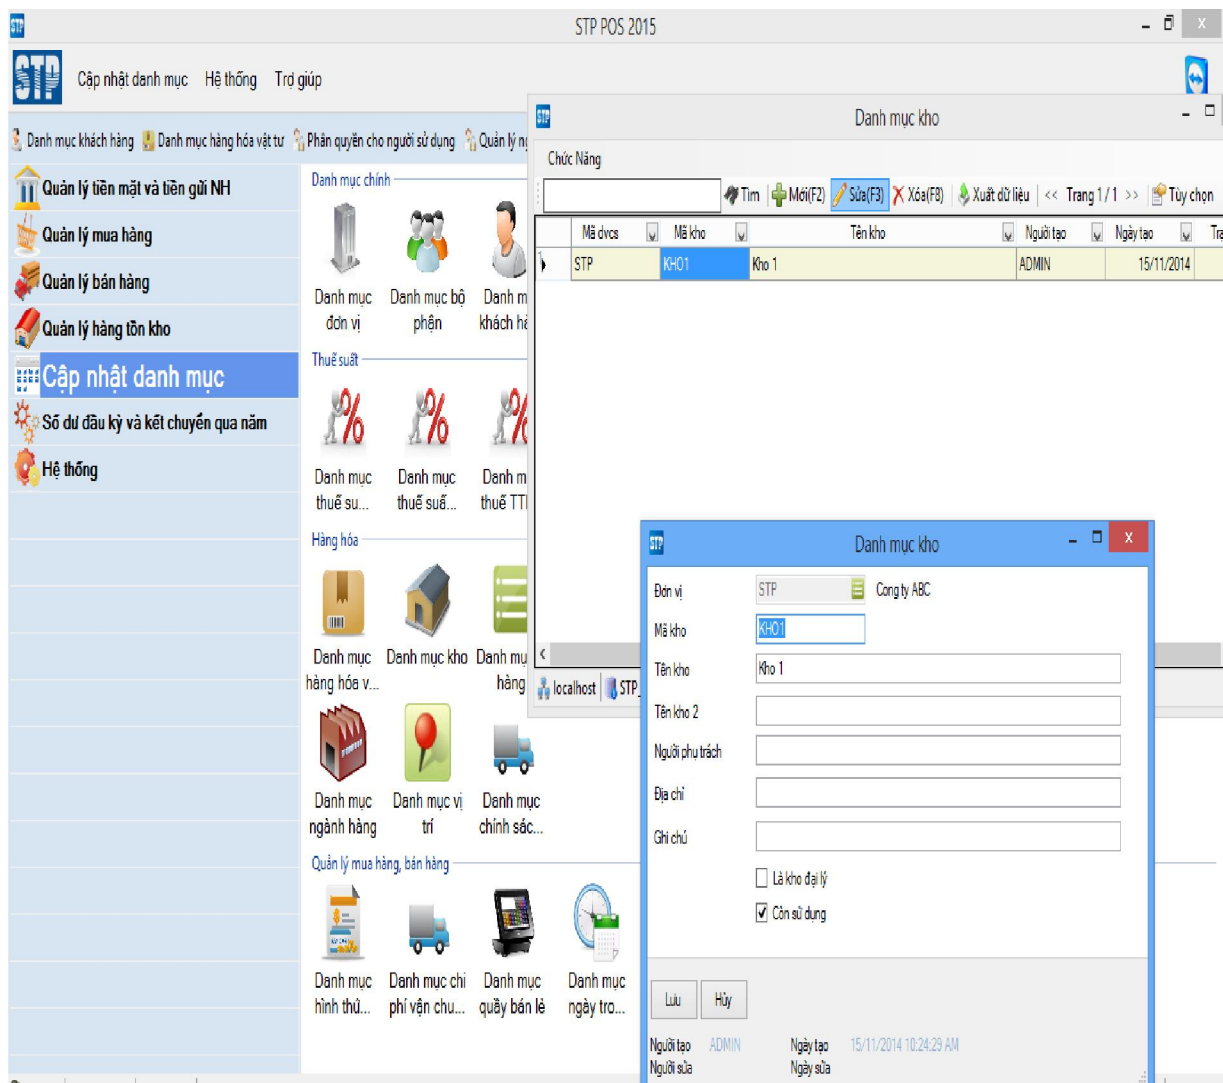 STP
STP POS 2015
STP
Cập nhật danh mục Hệ thống Trợ giúp
Danh mục khách hàng Danh mục hàng hóa vật tư Phân quyền cho người sử dụng Quản lý
Quản lý tiền mặt và tiền gửi NH
Quản lý mua hàng
Quản lý bán hàng
Quản lý hàng tồn kho
Cập nhật danh mục
Số dư đầu kỳ và kết chuyển qua năm
Hệ thống
Danh mục chính
Danh mục Danh mục bộ Danh m
đơn vị phận khách hà
Thuế suất
Danh mục Danh mục Danh m
thuế su... thuế suấ... thuế TT
Hàng hóa
Danh mục Danh mục kho Danh mụ
hàng hóa v... hàng
Danh mục Danh mục vị Danh mục
ngành hàng trí chính sác...
Quản lý mua hàng, bán hàng
Danh mục Danh mục chi Danh mục Danh mục
hình thứ... phí vận chu... quầy bán lẻ ngày tro...
STP Danh mục kho
Chức Năng
Tìm Mới(F2) Sửa(F3) Xóa(F8) Xuất dữ liệu << Trang 1 / 1 >> Tùy chọn
Mã dvcs Mã kho Tên kho Người tạo Ngày tạo Trạ
STP KHO1 Kho 1 ADMIN 15/11/2014
localhost STP_
STP Danh mục kho
Đơn vị STP Cong ty ABC
Mã kho KHO1
Tên kho Kho 1
Tên kho 2
Người phụ trách
Địa chỉ
Ghi chú
Là kho đại lý
Còn sử dụng
Lưu Hủy
Người tạo ADMIN Ngày tạo 15/11/2014 10:24:29 AM
Người sửa Ngày sửa